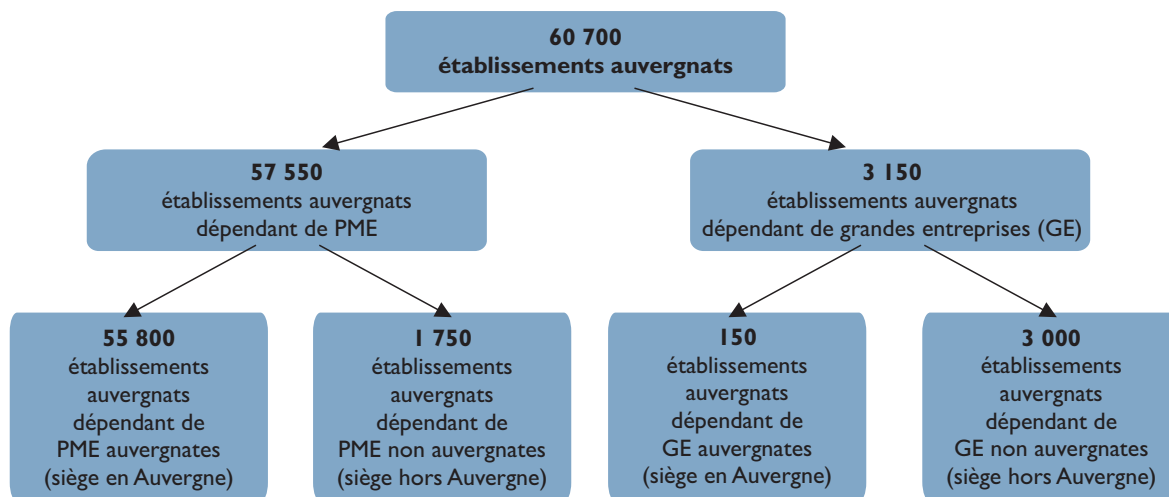 60 700
établissements auvergnats
57 550
établissements auvergnats
dépendant de PME
3 150
établissements auvergnats
dépendant de grandes entreprises (GE)
55 800
établissements
auvergnats
dépendant de
PME auvergnates
(siège en Auvergne)
1 750
établissements
auvergnats
dépendant de
PME non auvergnates
(siège hors Auvergne)
150
établissements
auvergnats
dépendant de
GE auvergnates
(siège en Auvergne)
3 000
établissements
auvergnats
dépendant de
GE non auvergnates
(siège hors Auvergne)